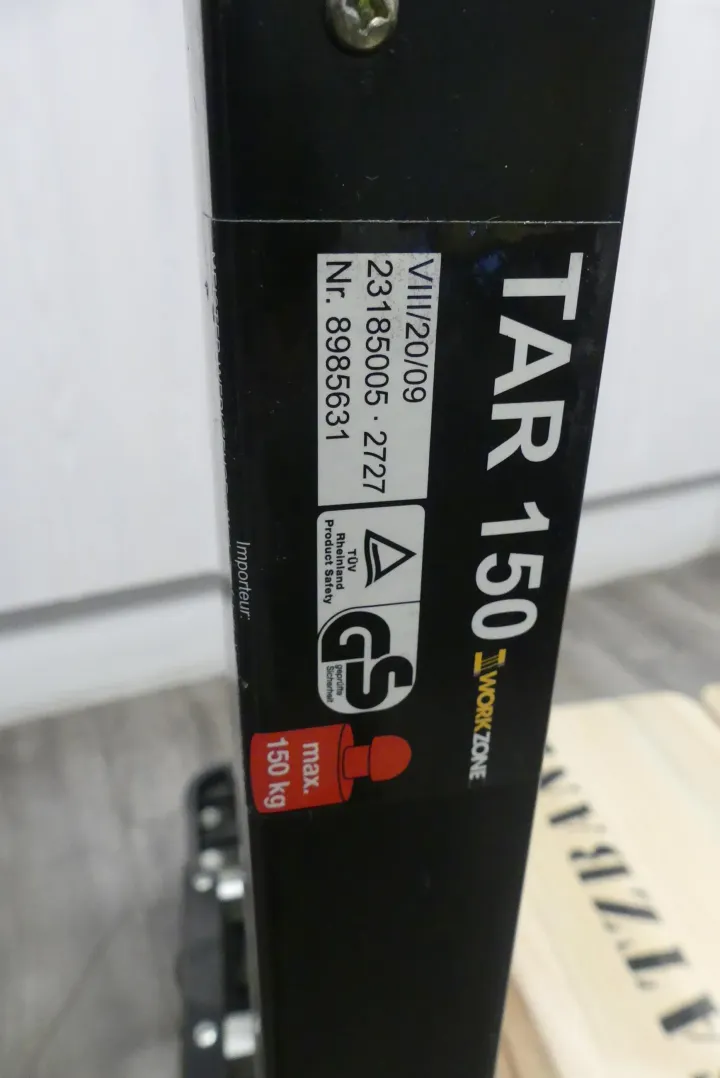 TAR 150
WORKZONE
VIII/20/09
23185005 · 2727
Nr. 8985631
TÜV
Rheinland
Product Safety
GS
geprüfte
Sicherheit
max.
150 kg
Importeur:
ATZBA